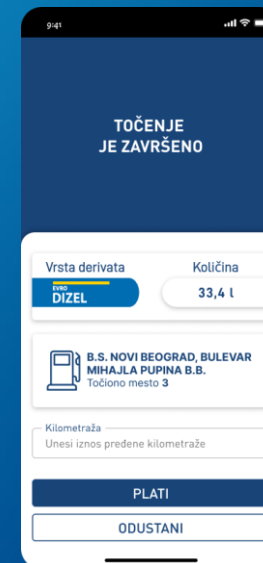 9:41
TOČENJE
JE ZAVRŠENO
Vrsta derivata
Količina
EVRO
DIZEL
33,4 l
B.S. NOVI BEOGRAD, BULEVAR
MIHAJLA PUPINA B.B.
Točiono mesto 3
Kilometraža
Unesi iznos pređene kilometraže
PLATI
ODUSTANI